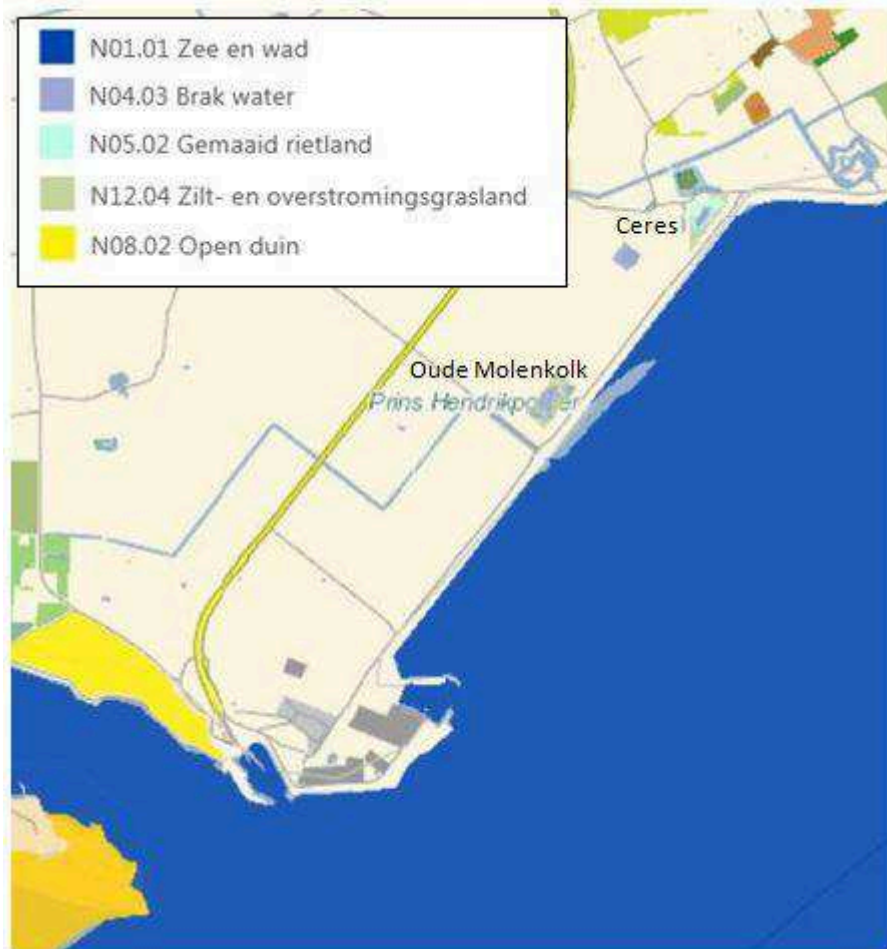 N01.01 Zee en wad
N04.03 Brak water
N05.02 Gemaaid rietland
N12.04 Zilt- en overstromingsgrasland
N08.02 Open duin
Ceres
Oude Molenkolk
Prins Hendrikpolder